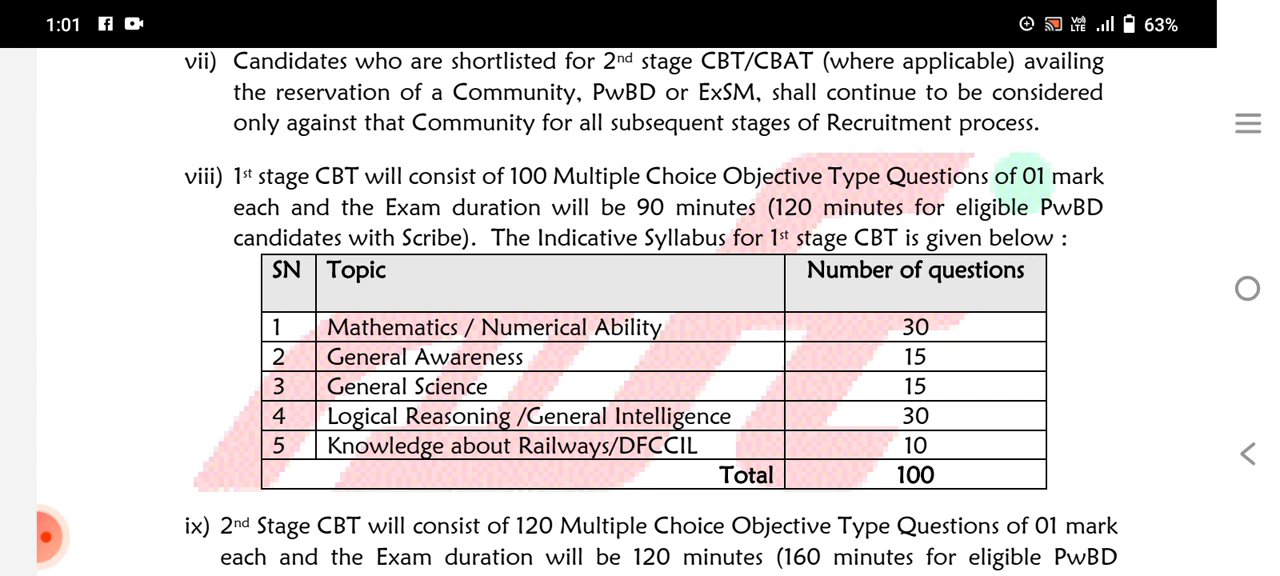 1:01
Vol) LTE 63%
vii) Candidates who are shortlisted for 2nd stage CBT/CBAT (where applicable) availing
the reservation of a Community, PwBD or ExSM, shall continue to be considered
only against that Community for all subsequent stages of Recruitment process.
viii) 1st stage CBT will consist of 100 Multiple Choice Objective Type Questions of 01 mark
each and the Exam duration will be 90 minutes (120 minutes for eligible PwBD
candidates with Scribe). The Indicative Syllabus for 1st stage CBT is given below :
SN Topic Number of questions
1 Mathematics / Numerical Ability 30
2 General Awareness 15
3 General Science 15
4 Logical Reasoning /General Intelligence 30
5 Knowledge about Railways/DFCCIL 10
Total 100
ix) 2nd Stage CBT will consist of 120 Multiple Choice Objective Type Questions of 01 mark
each and the Exam duration will be 120 minutes (160 minutes for eligible PwBD